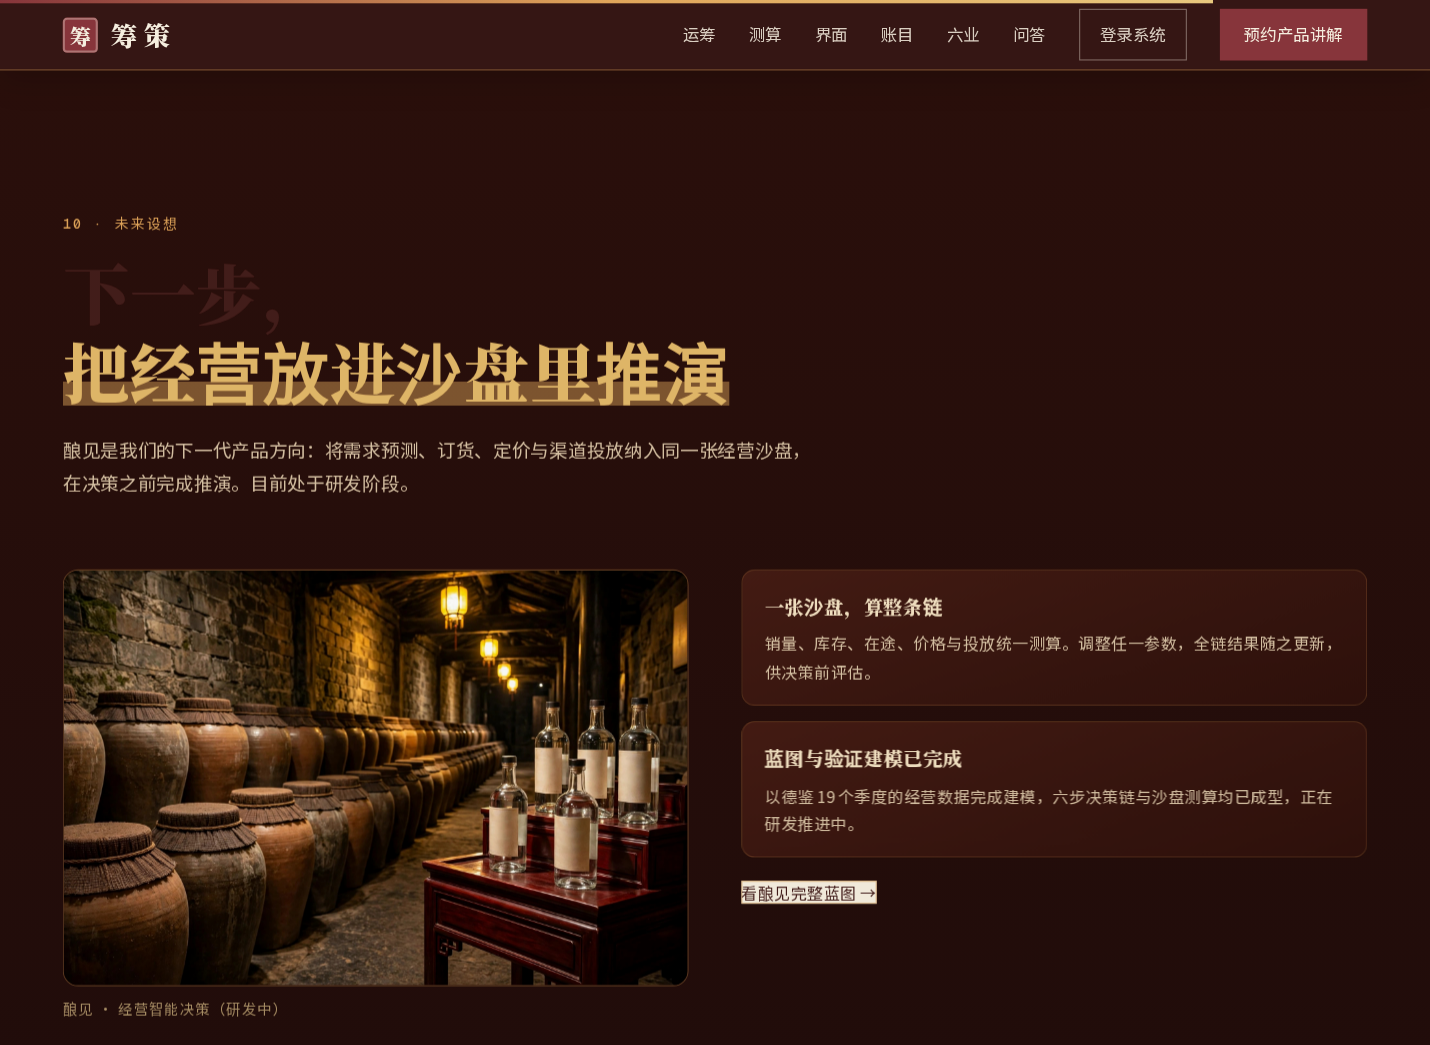 筹 筹策
运筹 测算 界面 账目 六业 问答 登录系统 预约产品讲解
10 · 未来设想
下一步，
把经营放进沙盘里推演
酿见是我们的下一代产品方向：将需求预测、订货、定价与渠道投放纳入同一张经营沙盘，
在决策之前完成推演。目前处于研发阶段。
一张沙盘，算整条链
销量、库存、在途、价格与投放统一测算。调整任一参数，全链结果随之更新，
供决策前评估。
蓝图与验证建模已完成
以德鉴 19 个季度的经营数据完成建模，六步决策链与沙盘测算均已成型，正在
研发推进中。
看酿见完整蓝图 →
酿见 · 经营智能决策（研发中）